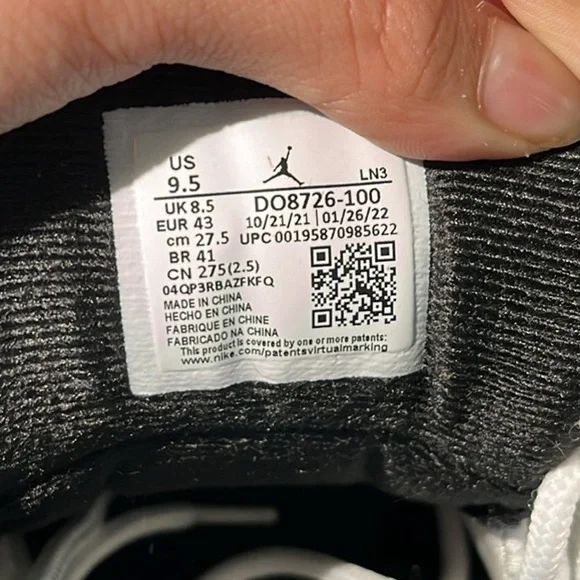 US
9.5
LN3
UK 8.5 DO8726-100
EUR 43 10/21/21 | 01/26/22
cm 27.5 UPC 00195870985622
BR 41
CN 275(2.5)
04QP3RBAZFKFQ
MADE IN CHINA
HECHO EN CHINA
FABRIQUE EN CHINE
FABRICADO NA CHINA
This product is covered by one or more patents:
www.nike.com/patentsvirtualmarking